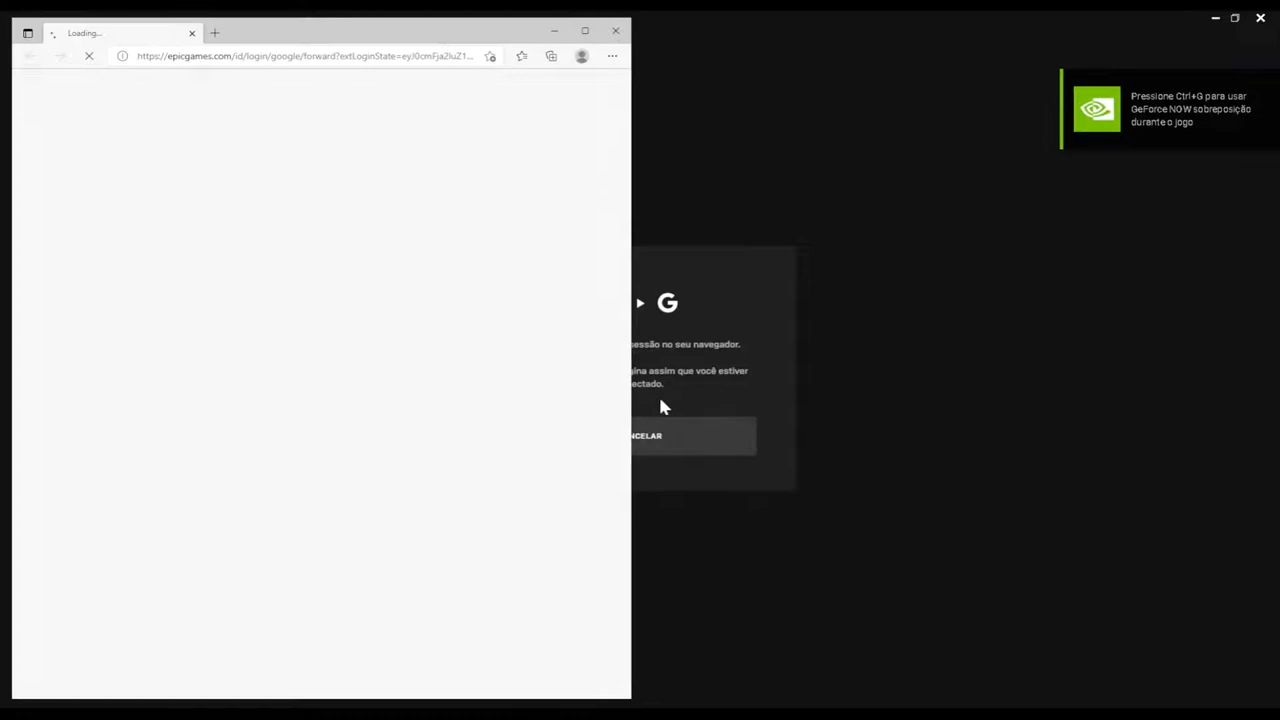 Loading...
https://epicgames.com/id/login/google/forward?extLoginState=eyJ0cmFja2luZ1...
Pressione Ctrl+G para usar
GeForce NOW sobreposição
durante o jogo
G
essão no seu navegador.
gina assim que você estiver
ectado.
NCELAR